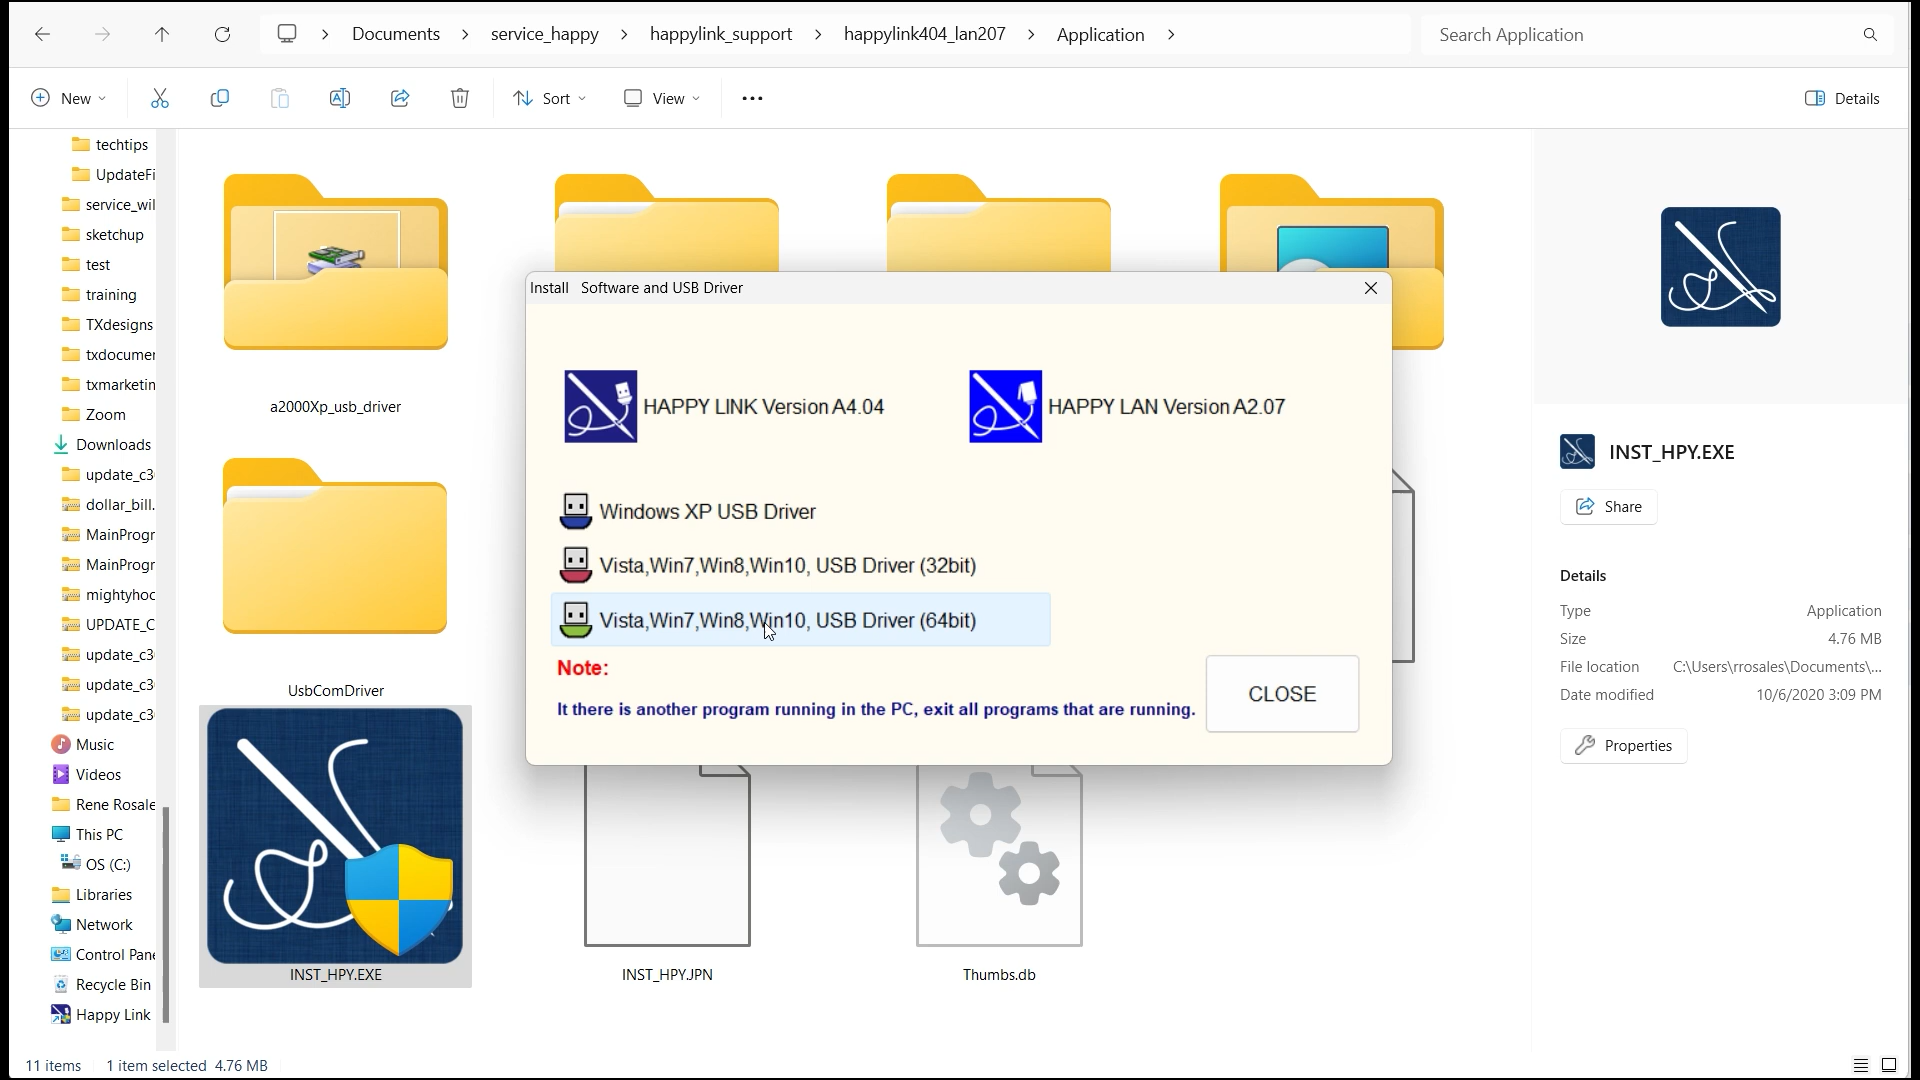 Documents > service_happy > happylink_support > happylink404_lan207 > Application >
Search Application
New
Sort
View
Details
techtips
UpdateFi
service_wil
sketchup
test
training
TXdesigns
txdocumer
txmarketin
Zoom
Downloads
update_c3
dollar_bill.
MainProgr
MainProgr
mightyhoc
UPDATE_C
update_c3
update_c3
update_c3
Music
Videos
Rene Rosale
This PC
OS (C:)
Libraries
Network
Control Pane
Recycle Bin
Happy Link
a2000Xp_usb_driver
UsbComDriver
INST_HPY.EXE
INST_HPY.JPN
Thumbs.db
Install Software and USB Driver
HAPPY LINK Version A4.04
HAPPY LAN Version A2.07
Windows XP USB Driver
Vista,Win7,Win8,Win10, USB Driver (32bit)
Vista,Win7,Win8,Win10, USB Driver (64bit)
Note:
It there is another program running in the PC, exit all programs that are running.
CLOSE
INST_HPY.EXE
Share
Details
Type Application
Size 4.76 MB
File location C:\Users\rrosales\Documents\...
Date modified 10/6/2020 3:09 PM
Properties
11 items 1 item selected 4.76 MB